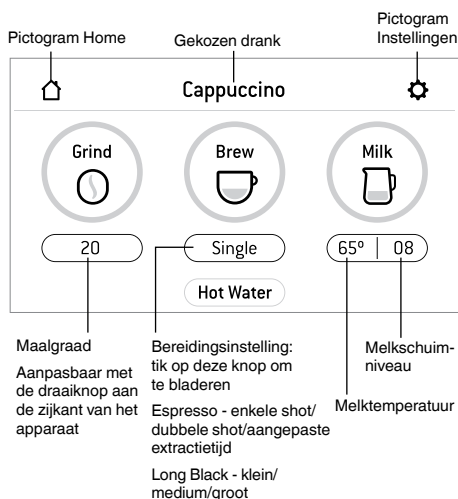 Pictogram Home
Gekozen drank
Pictogram
Instellingen
Cappuccino
Grind
Brew
Milk
20
Single
65º | 08
Hot Water
Maalgraad
Aanpasbaar met
de draaiknop aan
de zijkant van het
apparaat
Bereidingsinstelling:
tik op deze knop om
te bladeren
Espresso - enkele shot/
dubbele shot/aangepaste
extractietijd
Long Black - klein/
medium/groot
Melktemperatuur
Melkschuim-
niveau